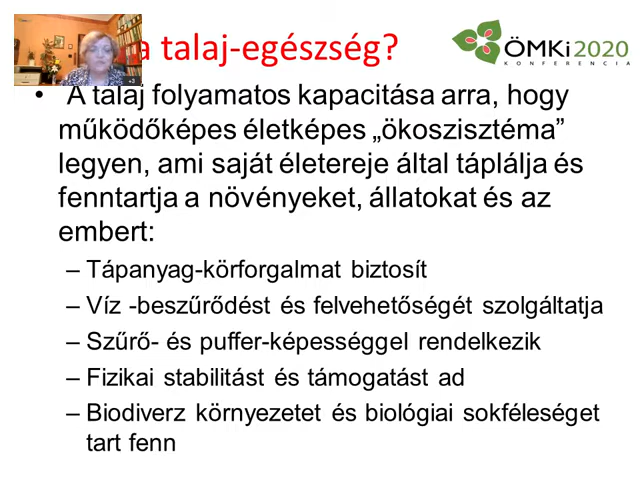 a talaj-egészség?
ÖMKi2020
KONFERENCIA
+3
• A talaj folyamatos kapacitása arra, hogy
működőképes életképes „ökoszisztéma”
legyen, ami saját életereje által táplálja és
fenntartja a növényeket, állatokat és az
embert:
– Tápanyag-körforgalmat biztosít
– Víz -beszűrődést és felvehetőségét szolgáltatja
– Szűrő- és puffer-képességgel rendelkezik
– Fizikai stabilitást és támogatást ad
– Biodiverz környezetet és biológiai sokféleséget
tart fenn